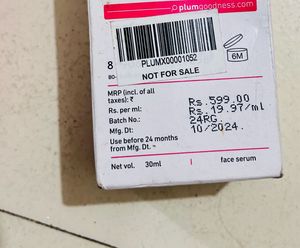 plumgoodness.com
PLUMX00001052
8
NOT FOR SALE
6M
MRP (incl. of all
taxes): ₹ Rs. 599.00
Rs. per ml: Rs. 19.97/ml
Batch No.: 24RG
Mfg. Dt: 10/2024
Use before 24 months
from Mfg. Dt:
Net vol. 30ml face serum